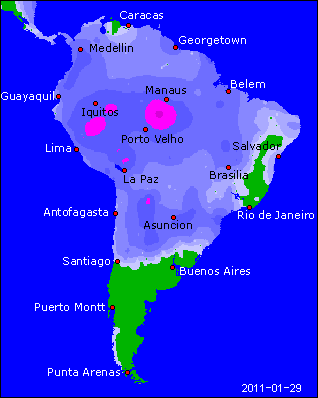 Caracas
Georgetown
Medellin
Belem
Manaus
Guayaquil
Iquitos
Porto Velho
Salvador
Lima
La Paz
Brasilia
Antofagasta
Rio de Janeiro
Asuncion
Santiago
Buenos Aires
Puerto Montt
Punta Arenas
2011-01-29